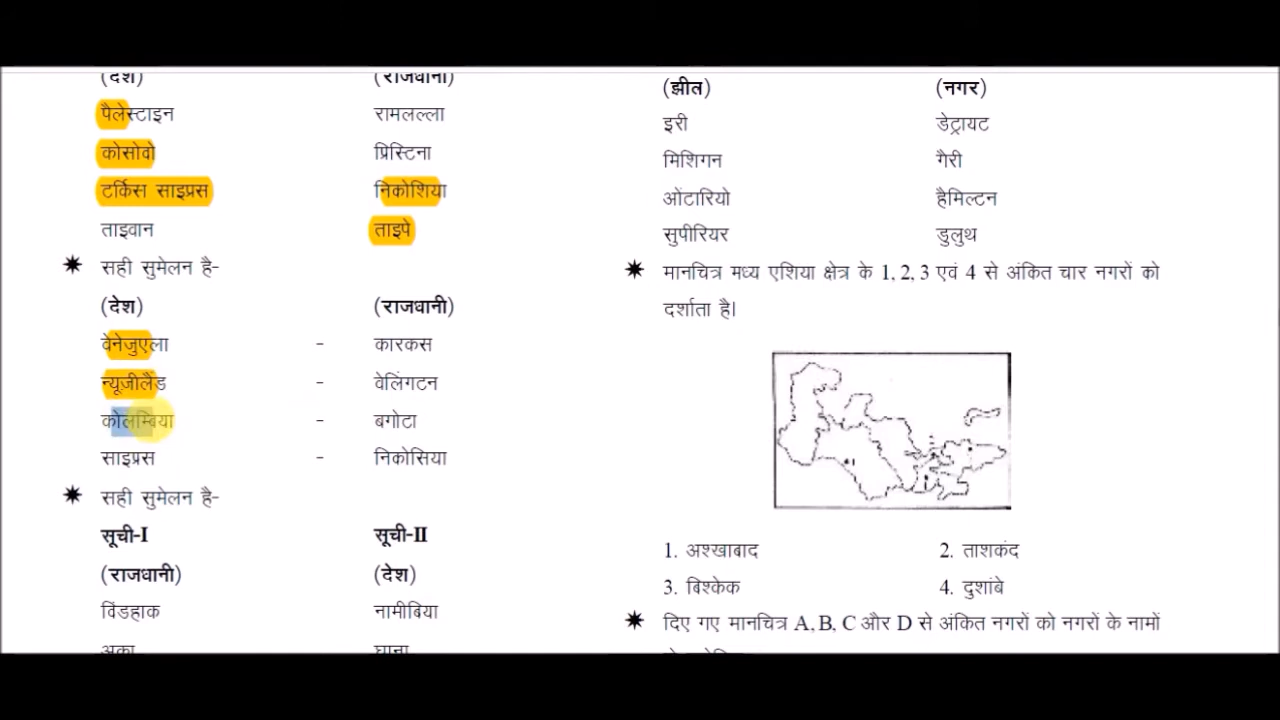 (देश) (राजधानी)
पैलेस्टाइन रामलल्ला
कोसोवो प्रिस्टिना
टर्किस साइप्रस निकोशिया
ताइवान ताइपे
✷ सही सुमेलन है-
(देश) (राजधानी)
वेनेजुएला - कारकस
न्यूजीलैंड - वेलिंगटन
कोलम्बिया - बगोटा
साइप्रस - निकोसिया
✷ सही सुमेलन है-
सूची-I सूची-II
(राजधानी) (देश)
विंडहाक नामीबिया
अक्रा घाना
(झील) (नगर)
इरी डेट्रायट
मिशिगन गैरी
ओंटारियो हैमिल्टन
सुपीरियर डुलुथ
✷ मानचित्र मध्य एशिया क्षेत्र के 1, 2, 3 एवं 4 से अंकित चार नगरों को
दर्शाता है।
1. अश्खाबाद 2. ताशकंद
3. बिश्केक 4. दुशांबे
✷ दिए गए मानचित्र A, B, C और D से अंकित नगरों को नगरों के नामों